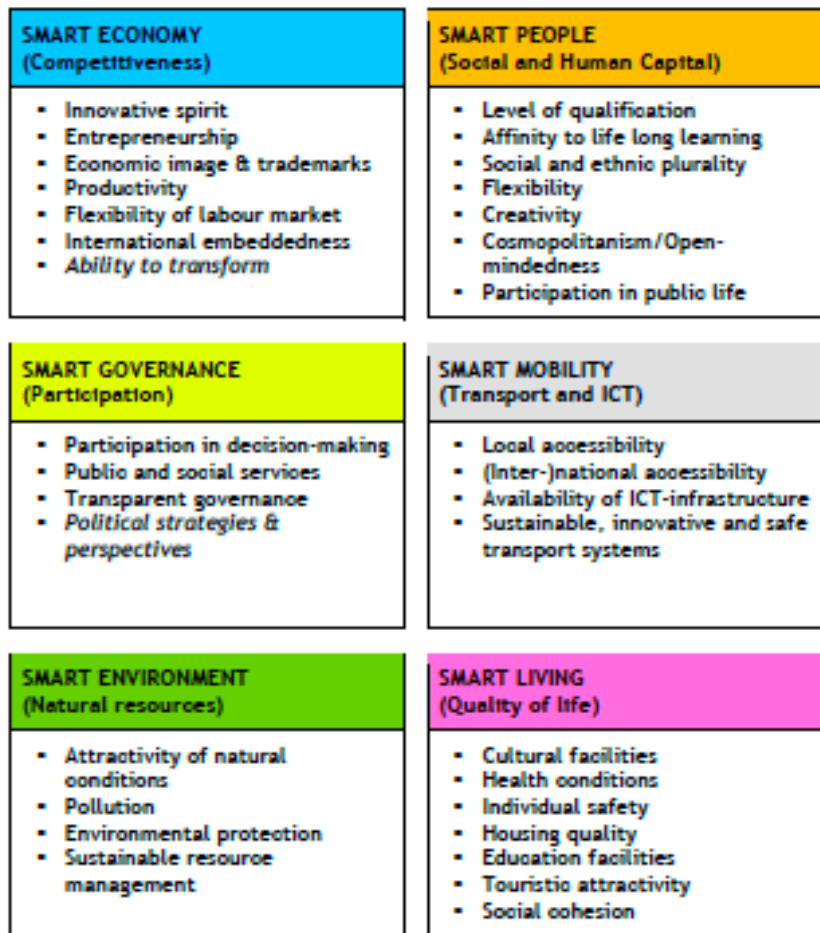 SMART ECONOMY
(Competitiveness)
▪ Innovative spirit
▪ Entrepreneurship
▪ Economic image & trademarks
▪ Productivity
▪ Flexibility of labour market
▪ International embeddedness
▪ Ability to transform
SMART PEOPLE
(Social and Human Capital)
▪ Level of qualification
▪ Affinity to life long learning
▪ Social and ethnic plurality
▪ Flexibility
▪ Creativity
▪ Cosmopolitanism/Open-
mindedness
▪ Participation in public life
SMART GOVERNANCE
(Participation)
▪ Participation in decision-making
▪ Public and social services
▪ Transparent governance
▪ Political strategies &
perspectives
SMART MOBILITY
(Transport and ICT)
▪ Local accessibility
▪ (Inter-)national accessibility
▪ Availability of ICT-infrastructure
▪ Sustainable, innovative and safe
transport systems
SMART ENVIRONMENT
(Natural resources)
▪ Attractivity of natural
conditions
▪ Pollution
▪ Environmental protection
▪ Sustainable resource
management
SMART LIVING
(Quality of life)
▪ Cultural facilities
▪ Health conditions
▪ Individual safety
▪ Housing quality
▪ Education facilities
▪ Touristic attractivity
▪ Social cohesion